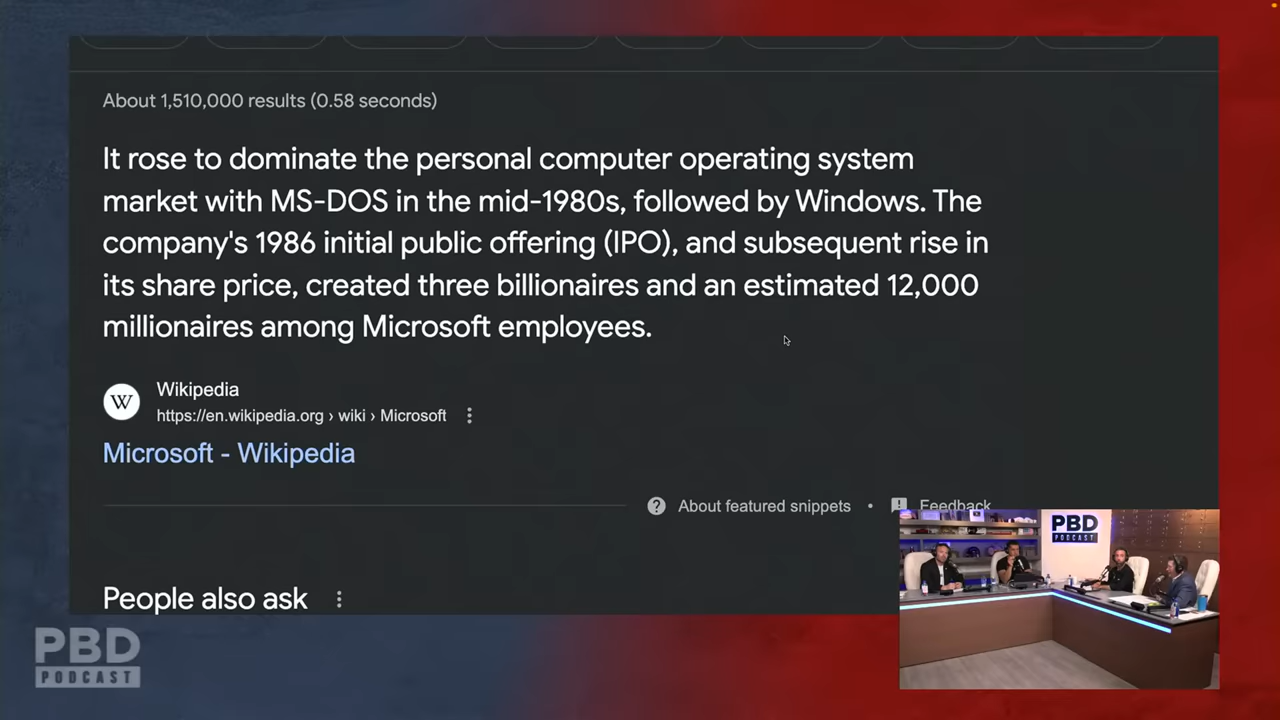 About 1,510,000 results (0.58 seconds)
It rose to dominate the personal computer operating system
market with MS-DOS in the mid-1980s, followed by Windows. The
company's 1986 initial public offering (IPO), and subsequent rise in
its share price, created three billionaires and an estimated 12,000
millionaires among Microsoft employees.
W
Wikipedia
https://en.wikipedia.org › wiki › Microsoft
Microsoft - Wikipedia
? About featured snippets • ! Feedback
People also ask
PBD
PODCAST
PBD
PODCAST